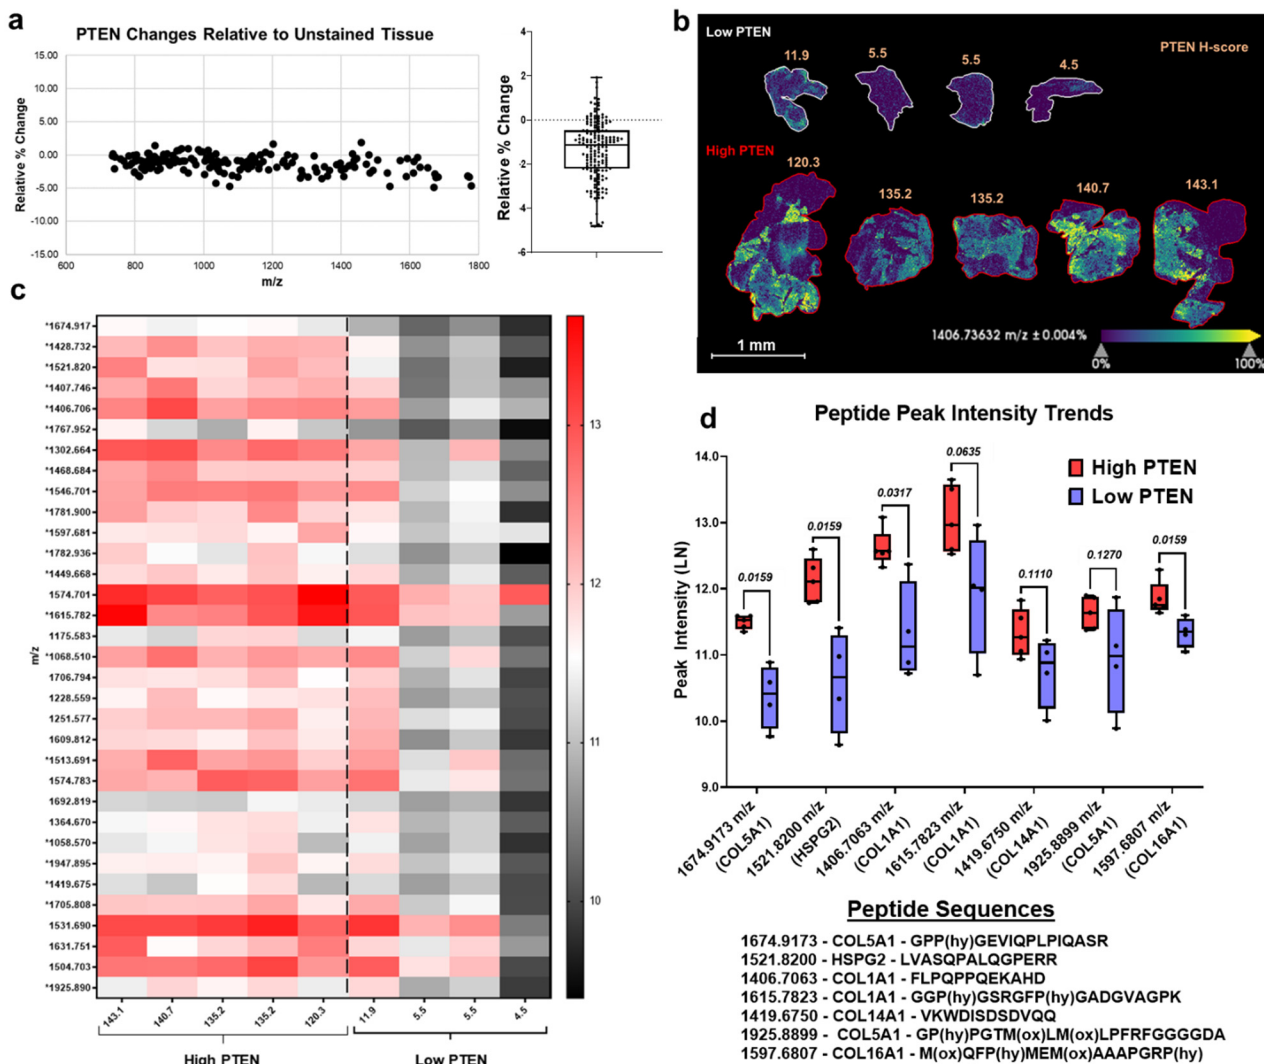 a
PTEN Changes Relative to Unstained Tissue
Relative % Change
15.00
10.00
5.00
0.00
-5.00
-10.00
-15.00
600 800 1000 1200 1400 1600 1800
m/z
Relative % Change
4
2
0
-2
-4
-6
b
Low PTEN
PTEN H-score
11.9 5.5 5.5 4.5
High PTEN
120.3 135.2 135.2 140.7 143.1
1406.73632 m/z ± 0.004%
0% 100%
1 mm
c
m/z
*1674.917
*1428.732
*1521.820
*1407.746
*1406.706
*1767.952
*1302.664
*1468.684
*1546.701
*1781.900
*1597.681
*1782.936
*1449.668
*1574.701
*1615.782
1175.583
*1068.510
*1706.794
*1228.559
1251.577
*1609.812
*1513.691
*1574.783
1692.819
1364.670
*1058.570
*1947.895
*1419.675
*1705.808
1531.690
1631.751
1504.703
*1925.890
143.1 140.7 135.2 135.2 120.3 11.9 5.5 5.5 4.5
High PTEN Low PTEN
13
12
11
10
d
Peptide Peak Intensity Trends
High PTEN
Low PTEN
Peak Intensity (LN)
14.0
13.0
12.0
11.0
10.0
9.0
0.0159
0.0159
0.0317
0.0635
0.1110
0.1270
0.0159
1674.9173 m/z
(COL5A1)
1521.8200 m/z
(HSPG2)
1406.7063 m/z
(COL1A1)
1615.7823 m/z
(COL1A1)
1419.6750 m/z
(COL14A1)
1925.8899 m/z
(COL5A1)
1597.6807 m/z
(COL16A1)
Peptide Sequences
1674.9173 - COL5A1 - GPP(hy)GEVIQPLPIQASR
1521.8200 - HSPG2 - LVASQPALQGPERR
1406.7063 - COL1A1 - FLPQPPQEKAHD
1615.7823 - COL1A1 - GGP(hy)GSRGFP(hy)GADGVAGPK
1419.6750 - COL14A1 - VKWDISDSDVQQ
1925.8899 - COL5A1 - GP(hy)PGTM(ox)LM(ox)LPFRFGGGGDA
1597.6807 - COL16A1 - M(ox)QFP(hy)MEM(ox)AAAPGRP(hy)